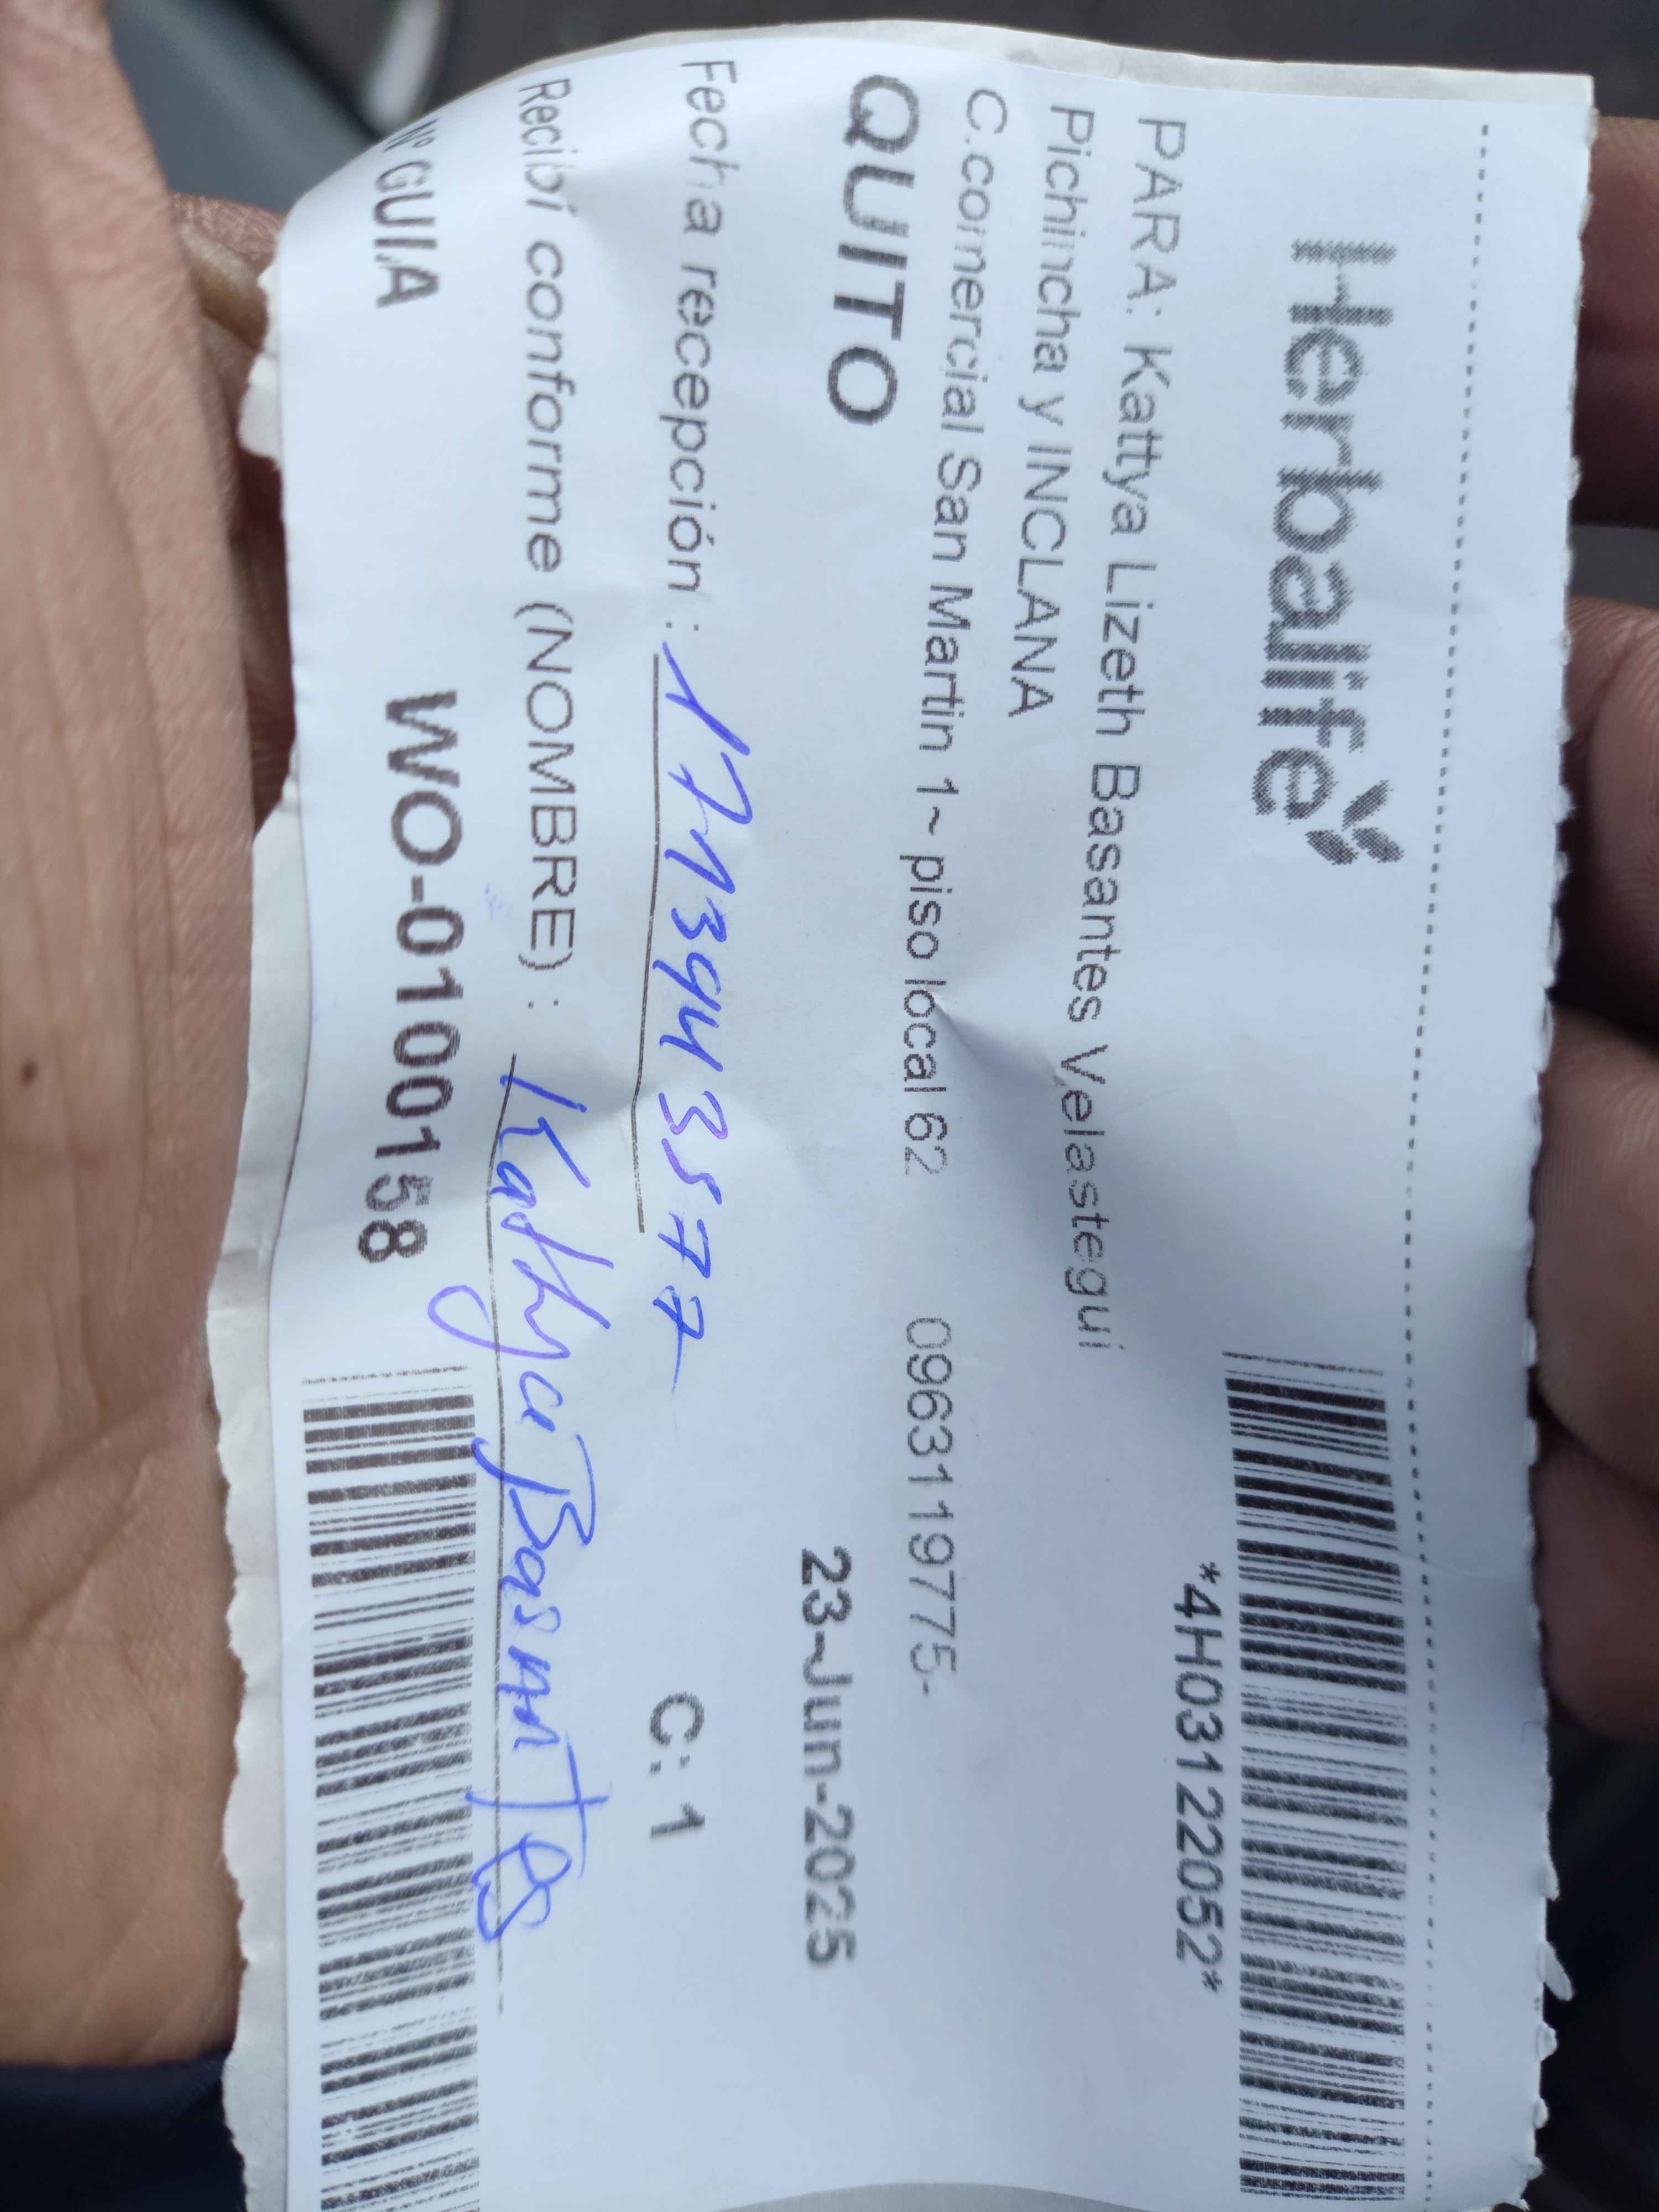 Herbalife
*4H03122052*
PARA: Kattya Lizeth Basantes Velastegui
Pichincha y INCLANA
C.comercial San Martin 1~ piso local 62 0963119775-
QUITO 23-Jun-2025
Fecha recepción : 1713943577 C: 1
Recibí conforme (NOMBRE) : Kattya Basantes
Nº GUIA WO-0100158